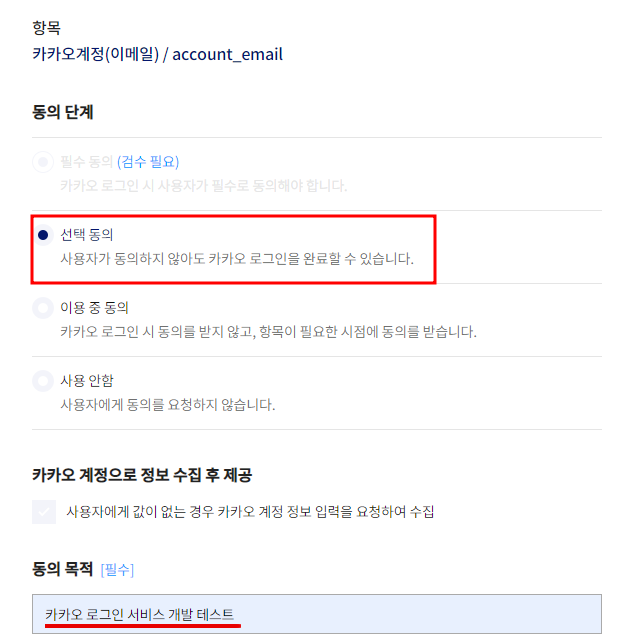 항목
카카오계정(이메일) / account_email
동의 단계
필수 동의 (검수 필요)
카카오 로그인 시 사용자가 필수로 동의해야 합니다.
선택 동의
사용자가 동의하지 않아도 카카오 로그인을 완료할 수 있습니다.
이용 중 동의
카카오 로그인 시 동의를 받지 않고, 항목이 필요한 시점에 동의를 받습니다.
사용 안함
사용자에게 동의를 요청하지 않습니다.
카카오 계정으로 정보 수집 후 제공
사용자에게 값이 없는 경우 카카오 계정 정보 입력을 요청하여 수집
동의 목적 [필수]
카카오 로그인 서비스 개발 테스트